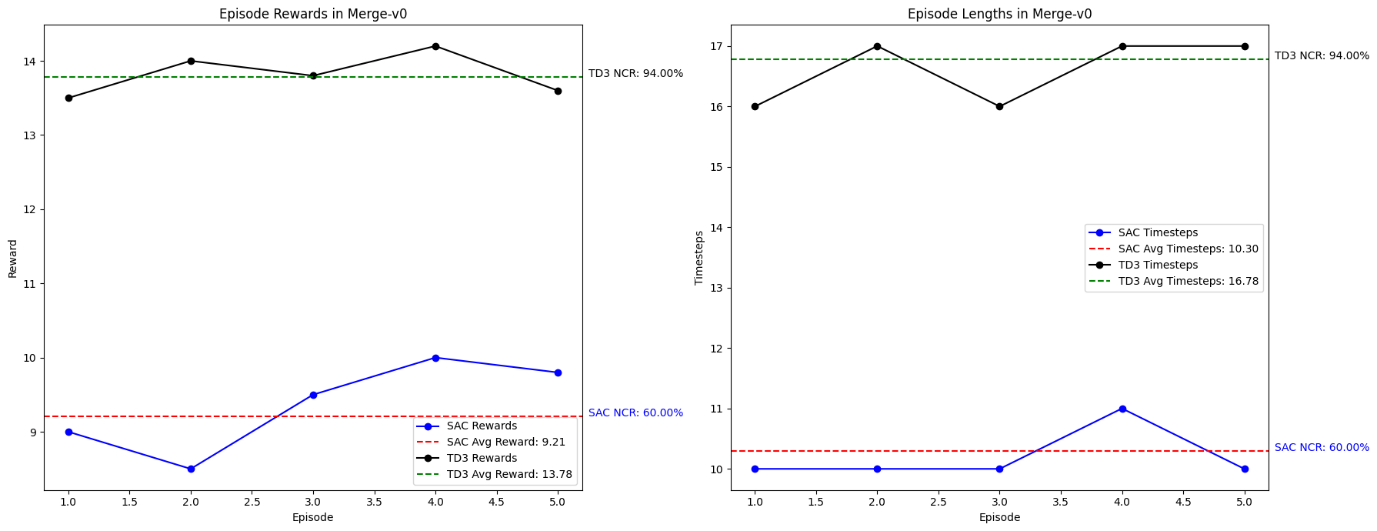 Episode Rewards in Merge-v0
14
13
12
11
10
9
Reward
1.0
1.5
2.0
2.5
3.0
3.5
4.0
4.5
5.0
Episode
TD3 NCR: 94.00%
SAC NCR: 60.00%
SAC Rewards
SAC Avg Reward: 9.21
TD3 Rewards
TD3 Avg Reward: 13.78
Episode Lengths in Merge-v0
17
16
15
14
13
12
11
10
Timesteps
1.0
1.5
2.0
2.5
3.0
3.5
4.0
4.5
5.0
Episode
TD3 NCR: 94.00%
SAC Timesteps
SAC Avg Timesteps: 10.30
TD3 Timesteps
TD3 Avg Timesteps: 16.78
SAC NCR: 60.00%